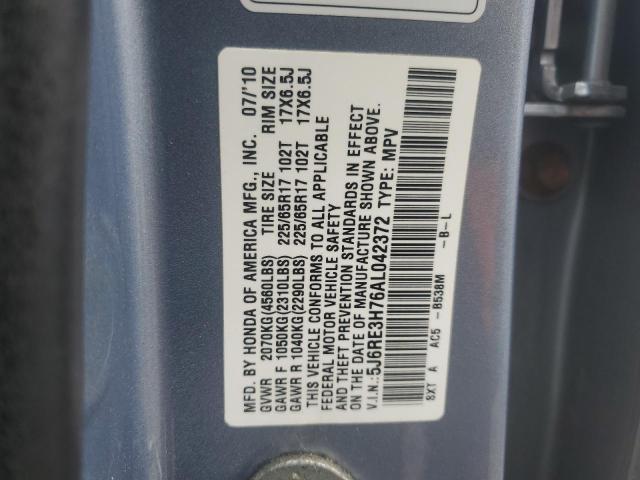 MFD. BY HONDA OF AMERICA MFG., INC. 07/'10
GVWR 2070KG(4560LBS) TIRE SIZE RIM SIZE
GAWR F 1050KG(2310LBS) 225/65R17 102T 17X6.5J
GAWR R 1040KG(2290LBS) 225/65R17 102T 17X6.5J
THIS VEHICLE CONFORMS TO ALL APPLICABLE
FEDERAL MOTOR VEHICLE SAFETY
AND THEFT PREVENTION STANDARDS IN EFFECT
ON THE DATE OF MANUFACTURE SHOWN ABOVE.
V.I.N.:5J6RE3H76AL042372 TYPE: MPV
BXT A AC5 -B538M -B-L